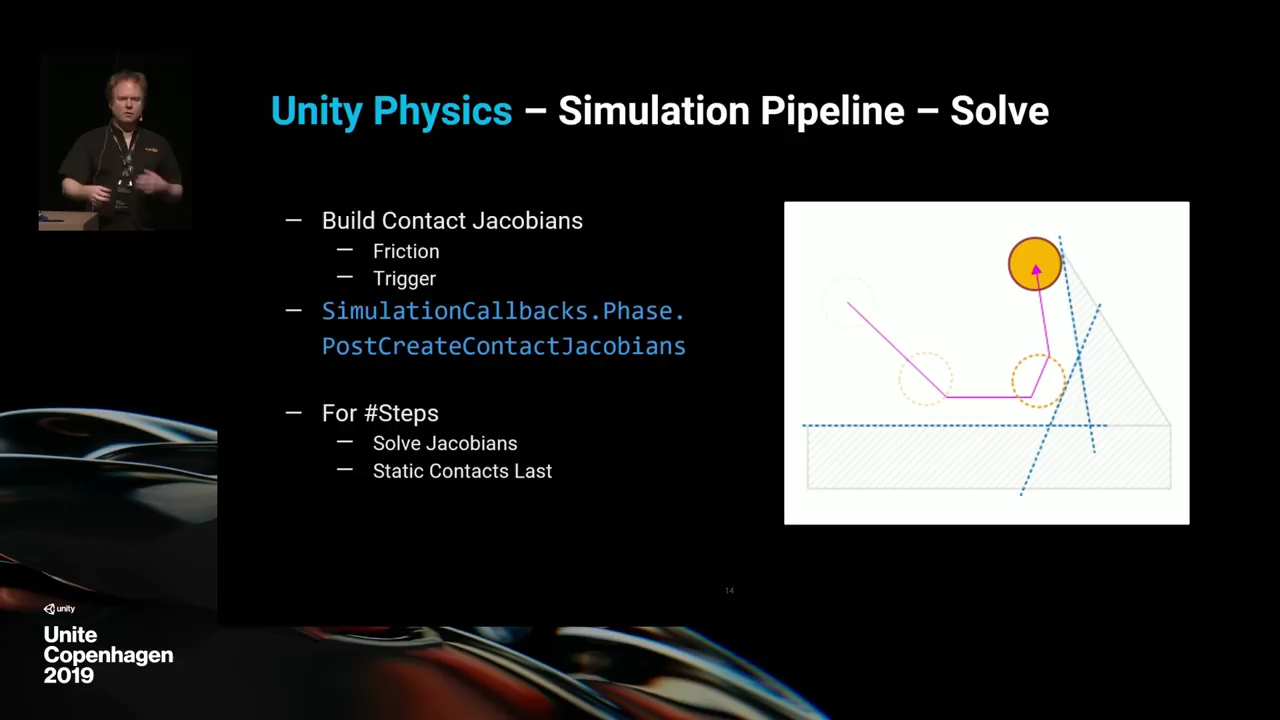 Unity Physics – Simulation Pipeline – Solve
— Build Contact Jacobians
— Friction
— Trigger
— SimulationCallbacks.Phase.
PostCreateContactJacobians
— For #Steps
— Solve Jacobians
— Static Contacts Last
14
unity
Unite
Copenhagen
2019